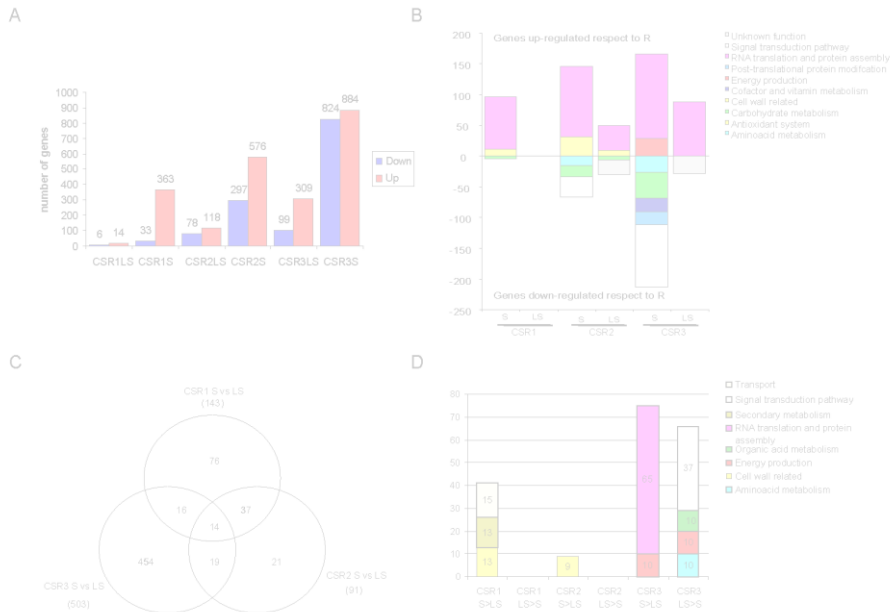 A
1000
900
800
700
600
500
400
300
200
100
0
number of genes
6
14
33
363
78
118
297
576
99
309
824
884
CSR1LS
CSR1S
CSR2LS
CSR2S
CSR3LS
CSR3S
Down
Up
B
Genes up-regulated respect to R
200
150
100
50
0
-50
-100
-150
-200
-250
Genes down-regulated respect to R
S
LS
S
LS
S
LS
CSR1
CSR2
CSR3
Unknown function
Signal transduction pathway
RNA translation and protein assembly
Post-translational protein modification
Energy production
Cofactor and vitamin metabolism
Cell wall related
Carbohydrate metabolism
Antioxidant system
Aminoacid metabolism
C
CSR1 S vs LS
(143)
76
18
37
14
454
19
21
CSR3 S vs LS
(503)
CSR2 S vs LS
(91)
D
80
70
60
50
40
30
20
10
0
15
13
13
9
65
10
37
10
10
CSR1
S>LS
CSR1
LS>S
CSR2
S>LS
CSR2
LS>S
CSR3
S>LS
CSR3
LS>S
Transport
Signal transduction pathway
Secondary metabolism
RNA translation and protein
assembly
Organic acid metabolism
Energy production
Cell wall related
Aminoacid metabolism